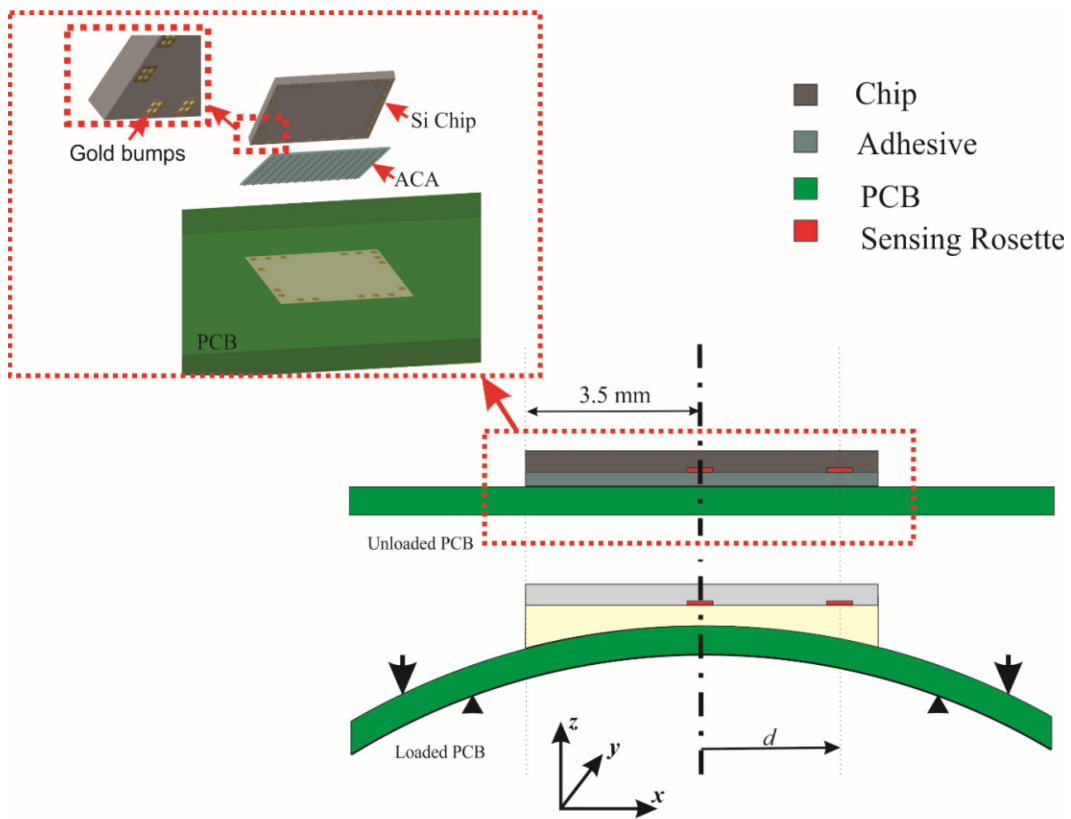 Gold bumps
Si Chip
ACA
PCB
Chip
Adhesive
PCB
Sensing Rosette
3.5 mm
Unloaded PCB
Loaded PCB
d
z
y
x